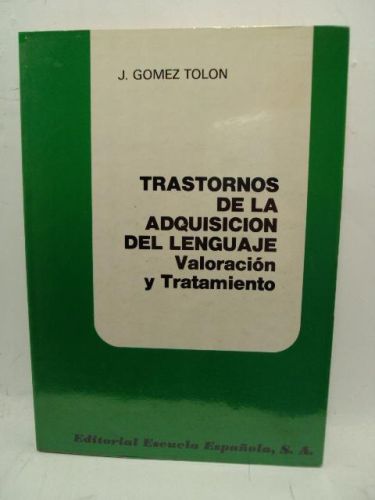 J. GOMEZ TOLON
TRASTORNOS
DE LA
ADQUISICION
DEL LENGUAJE
Valoración
y Tratamiento
Editorial Escuela Española, S. A.